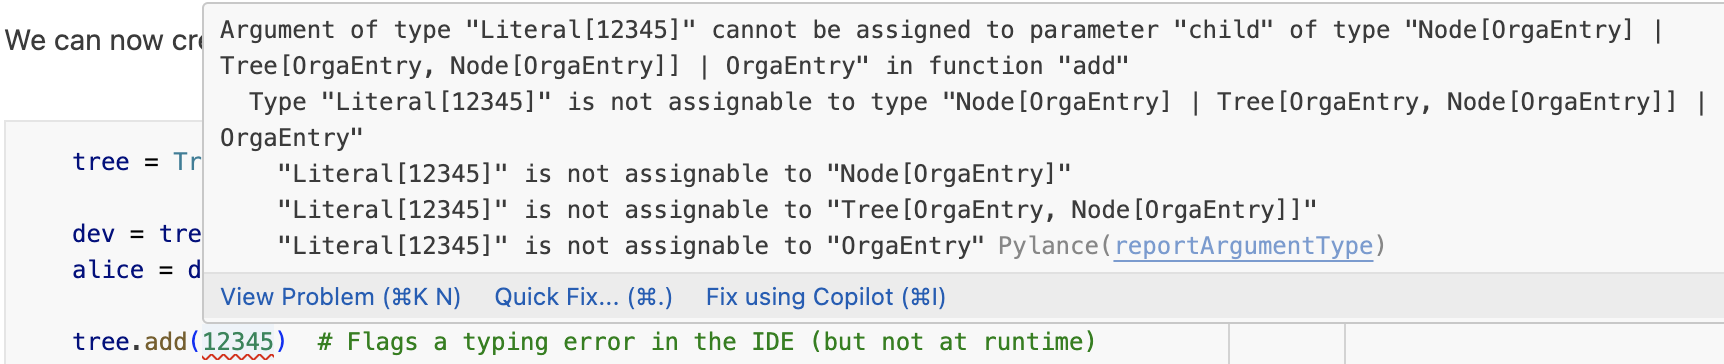 Argument of type "Literal[12345]" cannot be assigned to parameter "child" of type "Node[OrgaEntry] |
We can now cre
Tree[OrgaEntry, Node[OrgaEntry]] | OrgaEntry" in function "add"
Type "Literal[12345]" is not assignable to type "Node[OrgaEntry] | Tree[OrgaEntry, Node[OrgaEntry]] |
OrgaEntry"
tree = Tr
"Literal[12345]" is not assignable to "Node[OrgaEntry]"
"Literal[12345]" is not assignable to "Tree[OrgaEntry, Node[OrgaEntry]]"
dev = tre
"Literal[12345]" is not assignable to "OrgaEntry" Pylance(reportArgumentType)
alice = d
View Problem (⌘K N) Quick Fix... (⌘.) Fix using Copilot (⌘I)
tree.add(12345) # Flags a typing error in the IDE (but not at runtime)